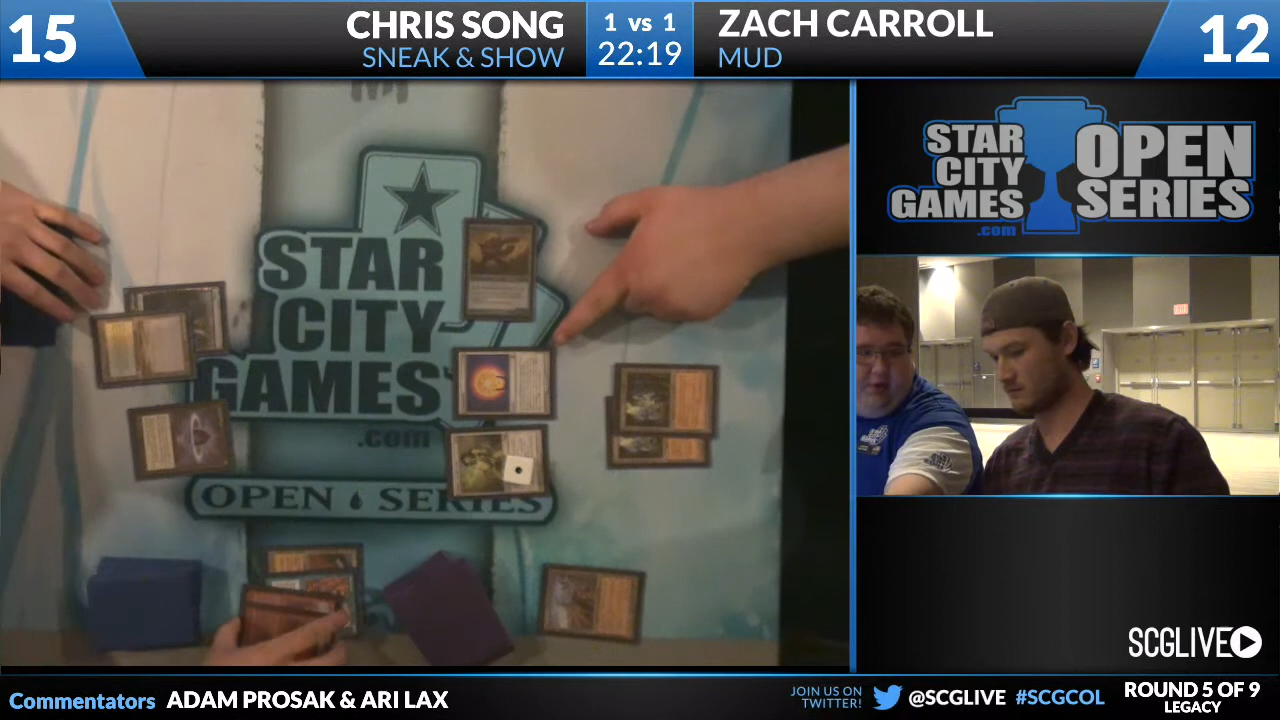 15
CHRIS SONG
SNEAK & SHOW
1 vs 1
22:19
ZACH CARROLL
MUD
12
STAR
CITY
GAMES
.com
OPEN SERIES
STAR
CITY
GAMES
.com
OPEN
SERIES
SCGLIVE
Commentators ADAM PROSAK & ARI LAX
JOIN US ON
TWITTER!
@SCGLIVE #SCGCOL
ROUND 5 OF 9
LEGACY